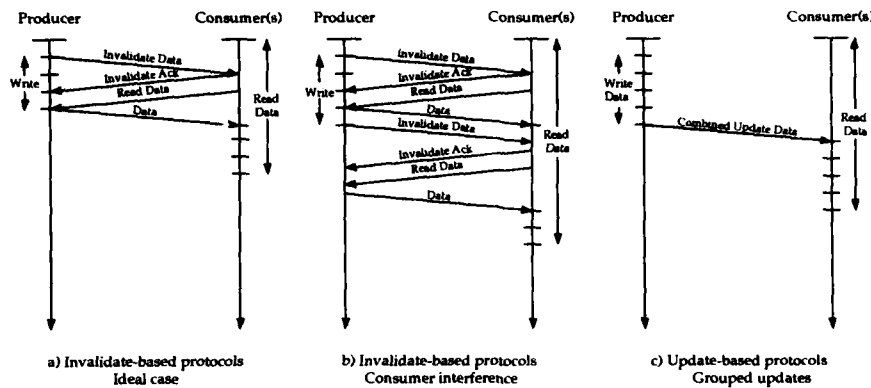 Producer Consumer(s)
Invalidate Data
Invalidate Ack
Read Data
Data
Write
Read
Data
a) Invalidate-based protocols
Ideal case
Producer Consumer(s)
Invalidate Data
Invalidate Ack
Read Data
Data
Invalidate Data
Invalidate Ack
Read Data
Data
Write
Read
Data
b) Invalidate-based protocols
Consumer interference
Producer Consumer(s)
Write
Data
Combined Update Data
Read
Data
c) Update-based protocols
Grouped updates